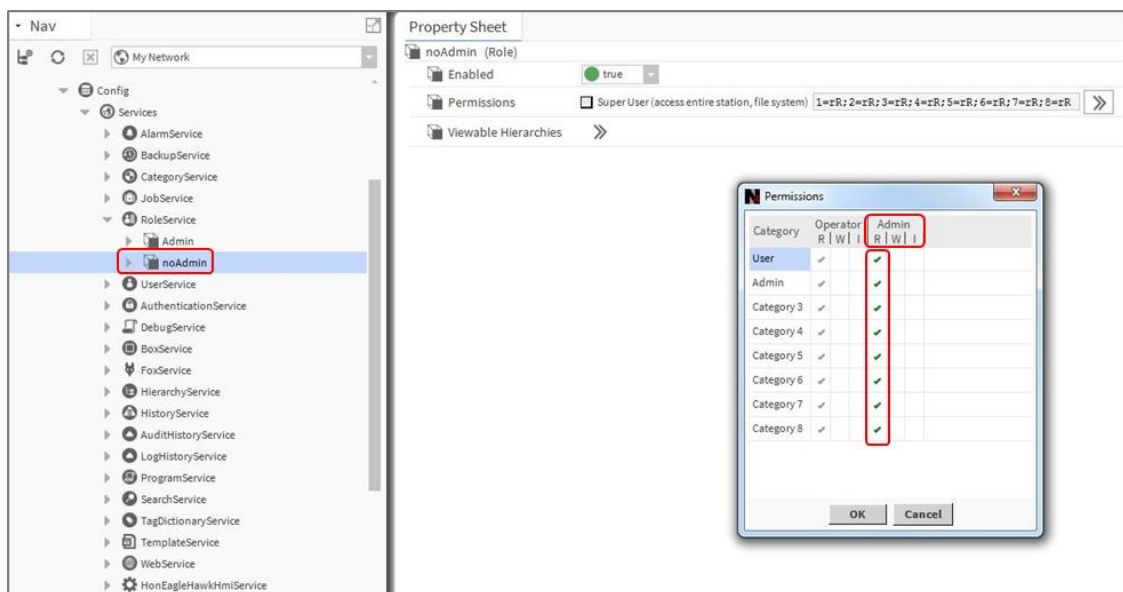 Nav
My Network
Config
Services
AlarmService
BackupService
CategoryService
JobService
RoleService
Admin
noAdmin
UserService
AuthenticationService
DebugService
BoxService
FoxService
HierarchyService
HistoryService
AuditHistoryService
LogHistoryService
ProgramService
SearchService
TagDictionaryService
TemplateService
WebService
HonEagleHawkHmiService
Property Sheet
noAdmin (Role)
Enabled true
Permissions Super User (access entire station, file system) 1=rR;2=rR;3=rR;4=rR;5=rR;6=rR;7=rR;8=rR
Viewable Hierarchies
Permissions
Category Operator Admin
R W I R W I
User
Admin
Category 3
Category 4
Category 5
Category 6
Category 7
Category 8
OK Cancel